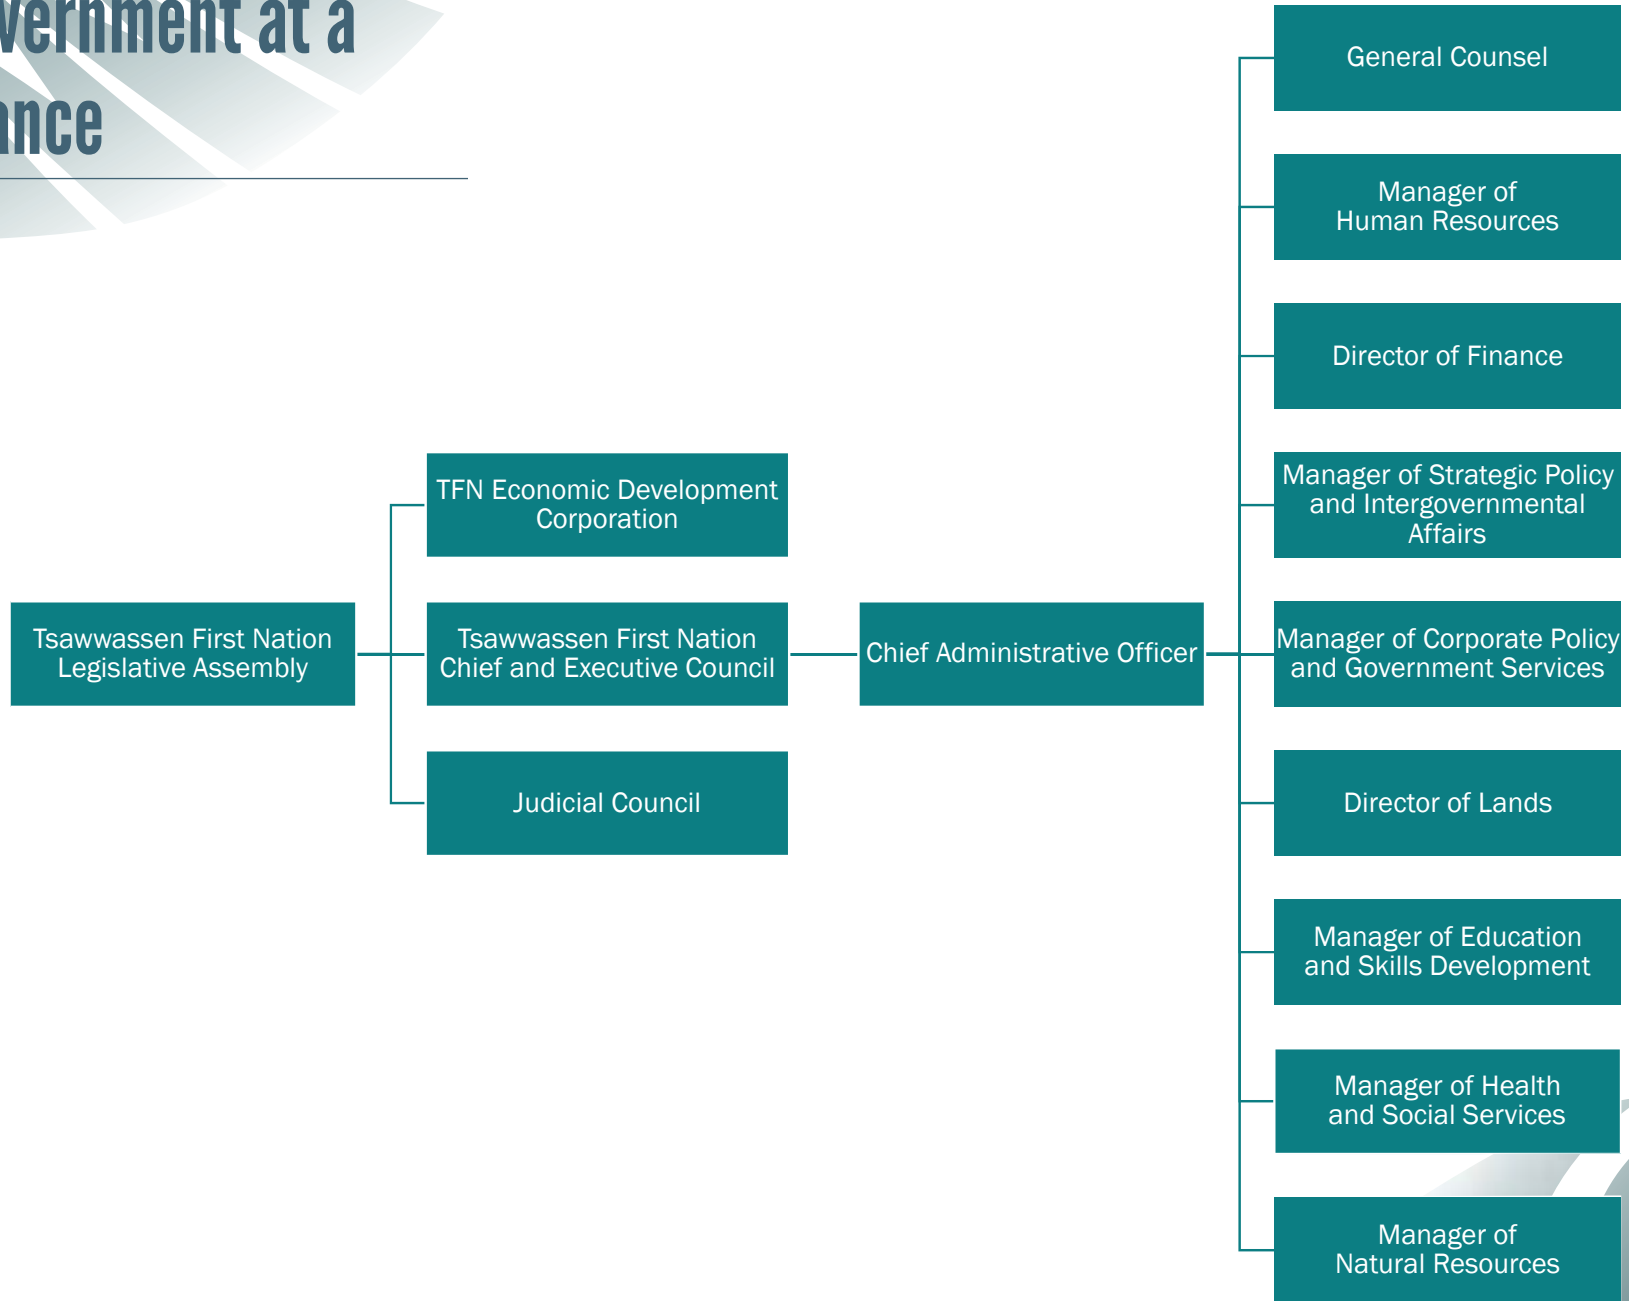 at a
General Counsel
Manager of
Human Resources
Director of Finance
Manager of Strategic Policy
and Intergovernmental
Affairs
TFN Economic Development
Corporation
Tsawwassen First Nation
Legislative Assembly
Tsawwassen First Nation
Chief and Executive Council
Chief Administrative Officer
Manager of Corporate Policy
and Government Services
Judicial Council
Director of Lands
Manager of Education
and Skills Development
Manager of Health
and Social Services
Manager of
Natural Resources